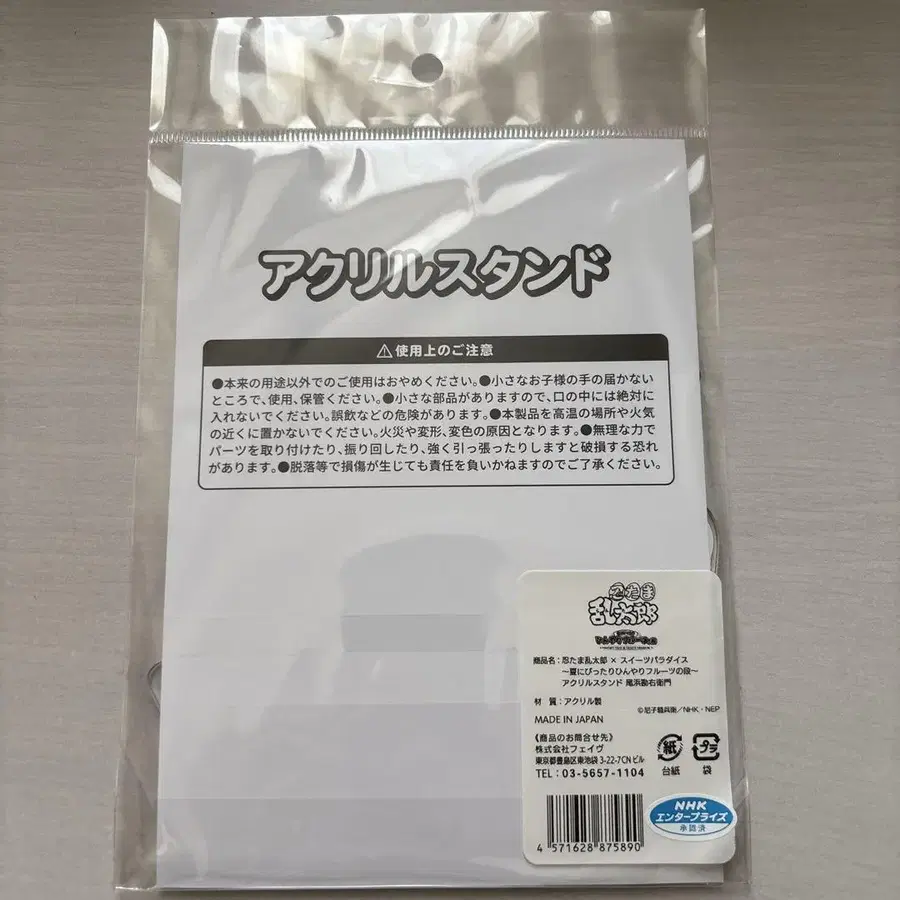 アクリルスタンド
⚠使用上のご注意
●本来の用途以外でのご使用はおやめください。●小さなお子様の手の届かない
ところで、使用、保管ください。●小さな部品がありますので、口の中には絶対に
入れないでください。誤飲などの危険があります。●本製品を高温の場所や火気
の近くに置かないでください。火災や変形、変色の原因となります。●無理な力で
パーツを取り付けたり、振り回したり、強く引っ張ったりしますと破損する恐れ
があります。●脱落等で損傷が生じても責任を負いかねますのでご了承ください。
忍たま
乱太郎
商品名：忍たま乱太郎 × スイーツパラダイス
～夏にぴったりひんやりフルーツの段～
アクリルスタンド 尾浜勘右衛門
材 質：アクリル製
©尼子騒兵衛／NHK・NEP
MADE IN JAPAN
《商品のお問合せ先》
株式会社フェイヴ
東京都豊島区東池袋 3-22-7CN ビル
TEL：03-5657-1104
紙
台紙
プラ
袋
4 571628 875890
NHK
エンタープライズ
承認済